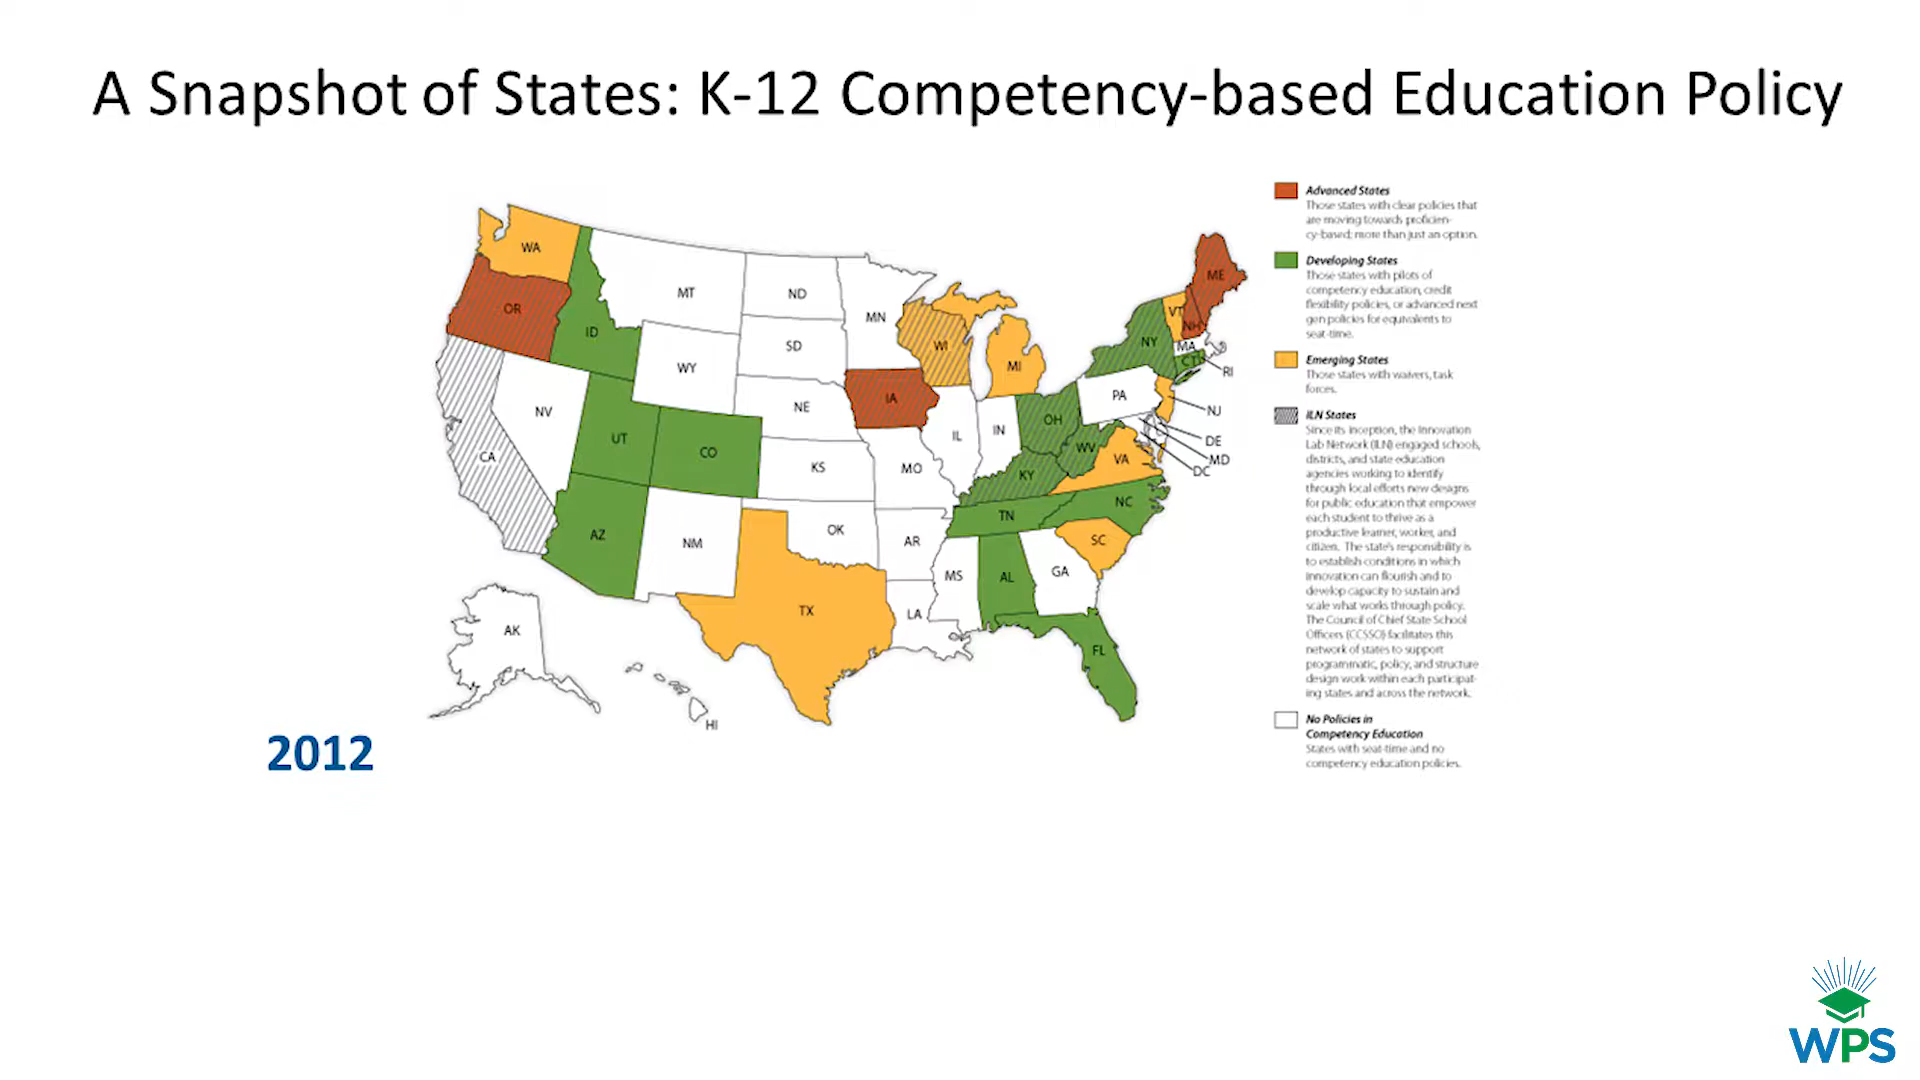 A Snapshot of States: K-12 Competency-based Education Policy
WA
OR
ID
MT
ND
MN
SD
WY
NE
IA
WI
MI
NV
UT
CO
KS
MO
IL
IN
OH
KY
WV
VA
PA
NY
VT
NH
ME
MA
CT
RI
NJ
DE
MD
DC
CA
AZ
NM
OK
AR
TN
NC
SC
TX
LA
MS
AL
GA
FL
AK
HI
2012
Advanced States
Those states with clear policies that
are moving towards proficien-
cy-based; more than just an option.
Developing States
Those states with pilots of
competency education, credit
flexibility policies, or advanced next
gen policies for equivalents to
seat-time.
Emerging States
Those states with waivers, task
forces.
ILN States
Since its inception, the Innovation
Lab Network (ILN) engaged schools,
districts, and state education
agencies working to identify
through local efforts new designs
for public education that empower
each student to thrive as a
productive learner, worker, and
citizen. The state's responsibility is
to establish conditions in which
innovation can flourish and to
develop capacity to sustain and
scale what works through policy.
The Council of Chief State School
Officers (CCSSO) facilitates this
network of states to support
programmatic, policy, and structure
design work within each participat-
ing states and across the network.
No Policies in
Competency Education
States with seat-time and no
competency education policies.
WPS